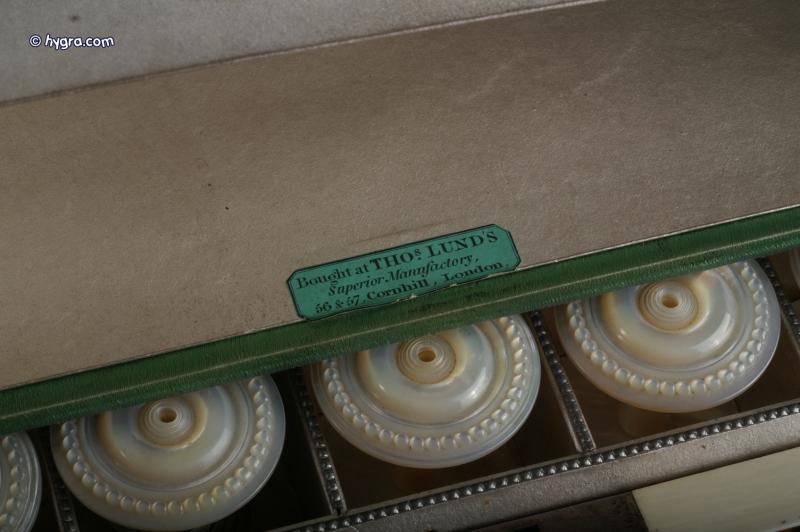 © hygra.com
Bought at THOS LUND'S
Superior Manufactory,
56 & 57, Cornhill, London.